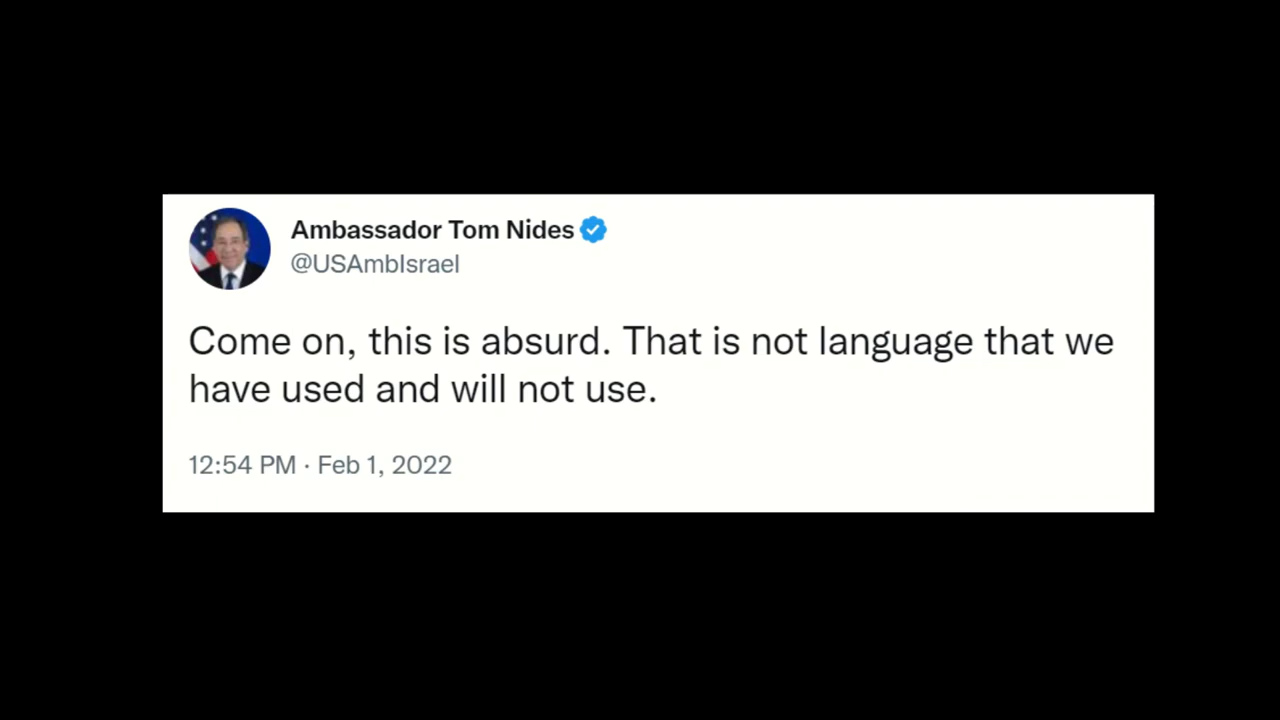 Ambassador Tom Nides
@USAmbIsrael
Come on, this is absurd. That is not language that we
have used and will not use.
12:54 PM · Feb 1, 2022